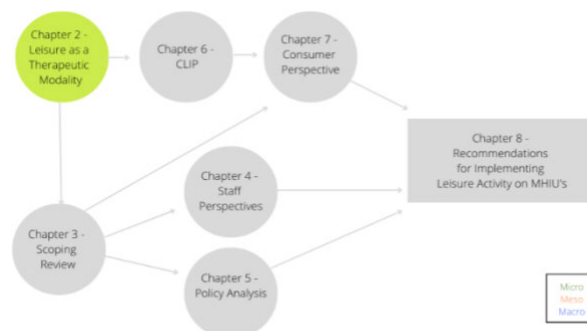 Chapter 2 -
Leisure as a
Therapeutic
Modality
Chapter 6 -
CLIP
Chapter 7 -
Consumer
Perspective
Chapter 8 -
Recommendations
for Implementing
Leisure Activity on MHIU's
Chapter 4 -
Staff
Perspectives
Chapter 3 -
Scoping
Review
Chapter 5 -
Policy Analysis
Micro
Meso
Macro